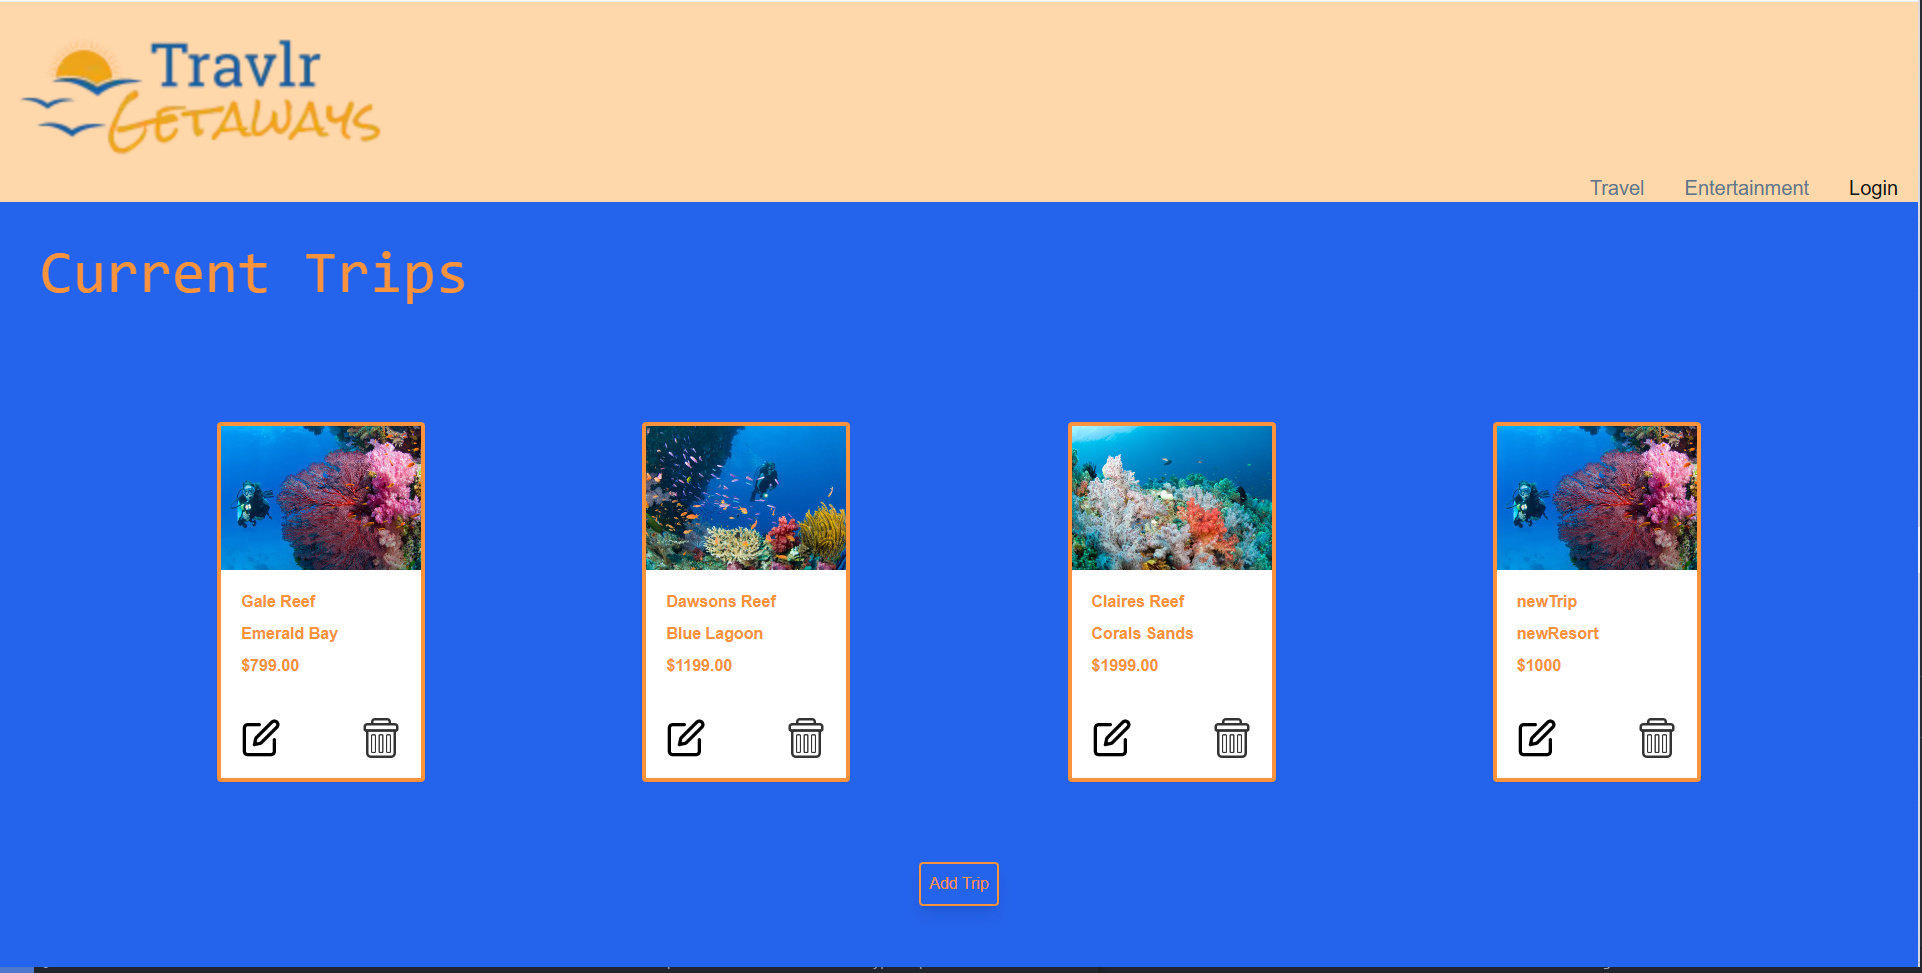 Travlr
GETAWAYS
Travel Entertainment Login
Current Trips
Gale Reef
Emerald Bay
$799.00
Dawsons Reef
Blue Lagoon
$1199.00
Claires Reef
Corals Sands
$1999.00
newTrip
newResort
$1000
Add Trip